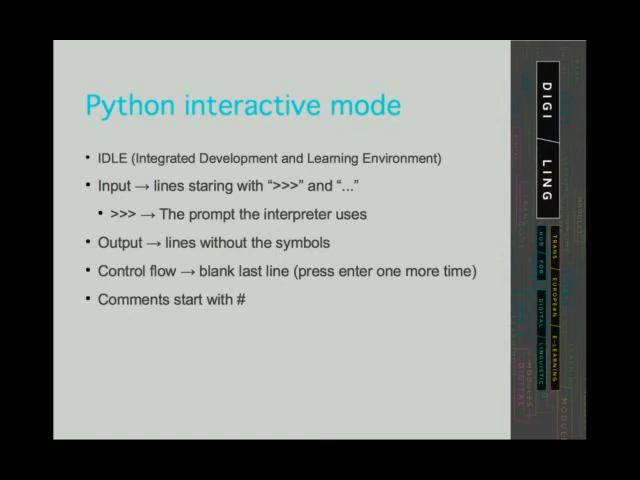 Python interactive mode
• IDLE (Integrated Development and Learning Environment)
• Input → lines staring with “>>>” and “...”
• >>> → The prompt the interpreter uses
• Output → lines without the symbols
• Control flow → blank last line (press enter one more time)
• Comments start with #
DIGI / LING
TRANS / EUROPEAN / E-LEARNING
HUB / FOR / DIGITAL / LINGUISTIC